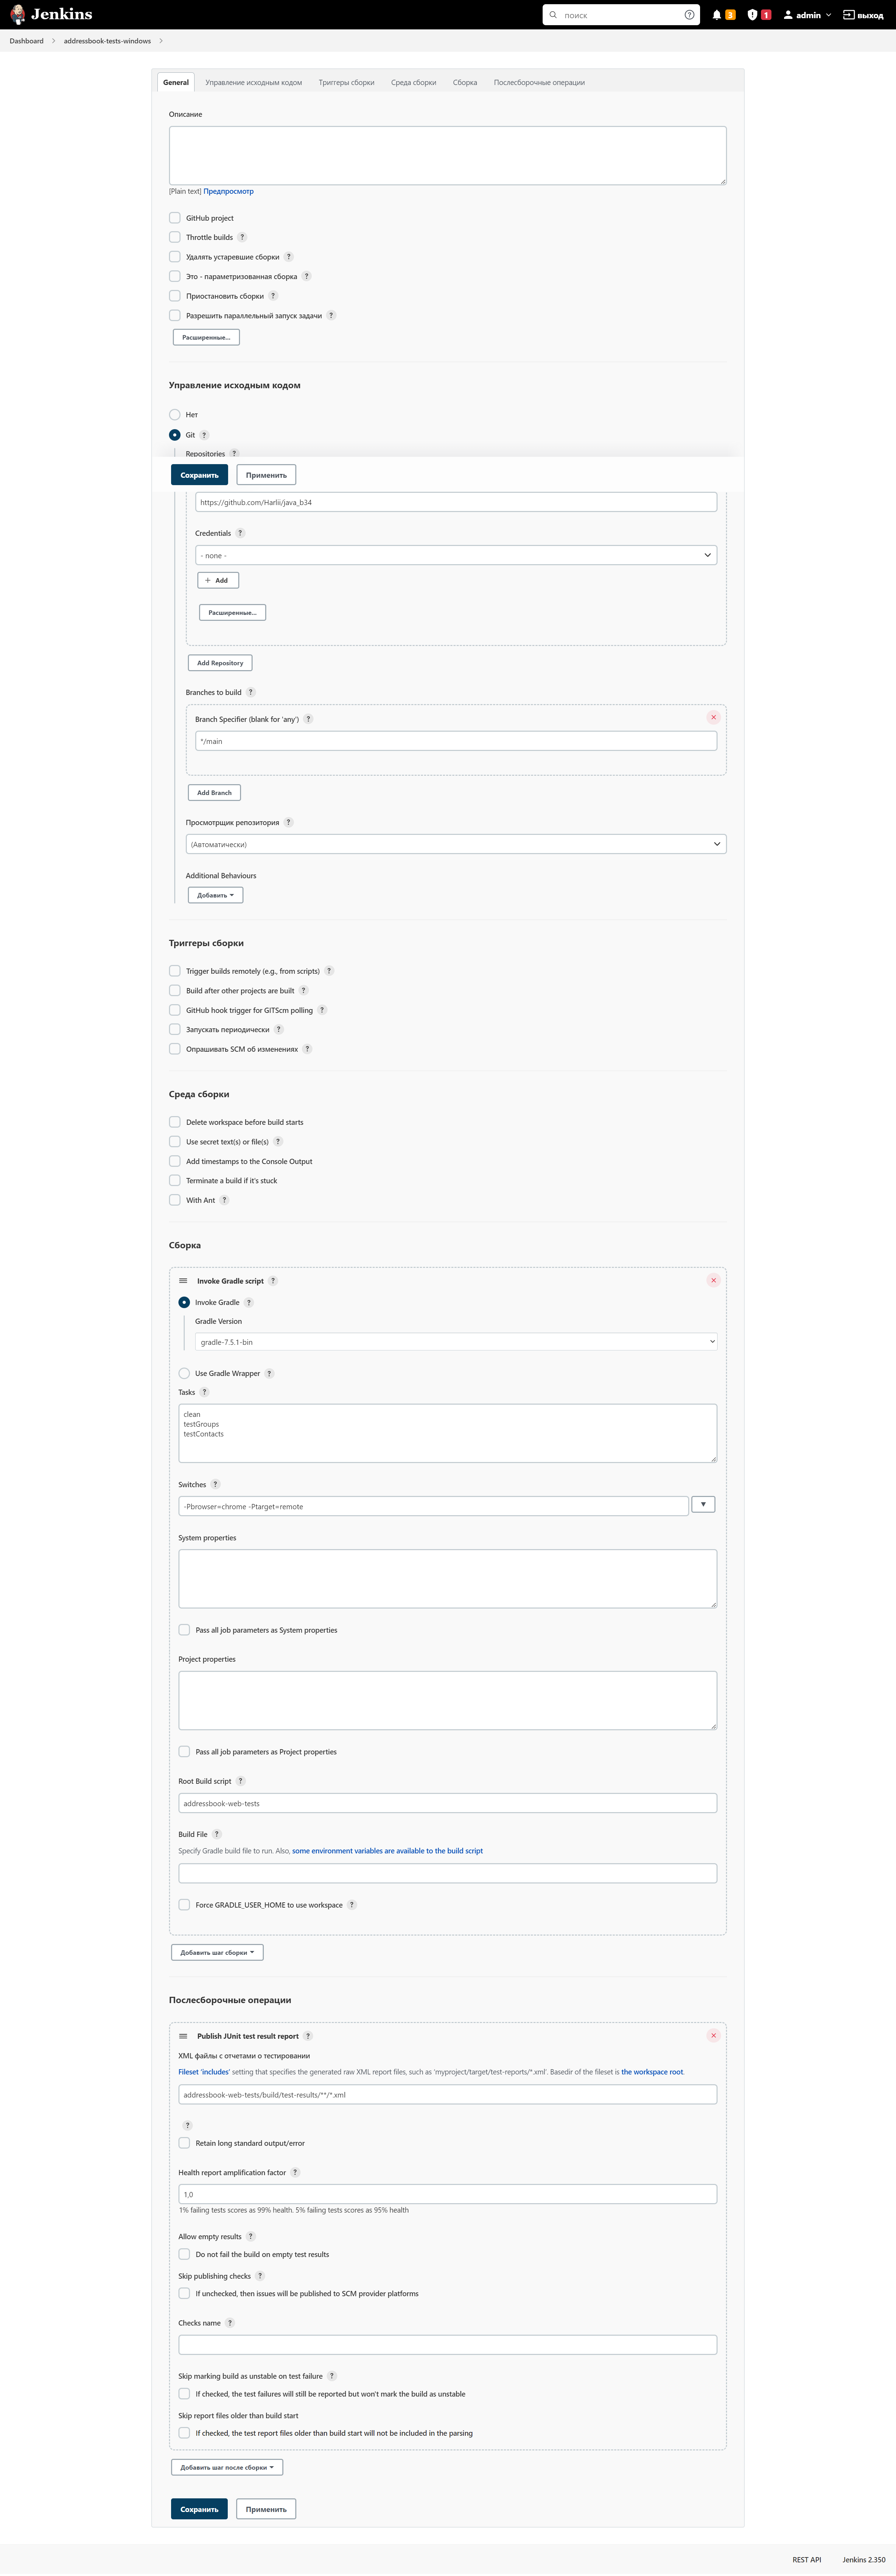 Jenkins
поиск
3
1
admin
выход
Dashboard
addressbook-tests-windows
General
Управление исходным кодом
Триггеры сборки
Среда сборки
Сборка
Послесборочные операции
Описание
[Plain text] Предпросмотр
GitHub project
Throttle builds ?
Удалять устаревшие сборки ?
Это - параметризованная сборка ?
Приостановить сборки ?
Разрешить параллельный запуск задачи ?
Расширенные...
Управление исходным кодом
Нет
Git ?
Repositories ?
Сохранить
Применить
https://github.com/Harlii/java_b34
Credentials ?
- none -
+ Add
Расширенные...
Add Repository
Branches to build ?
Branch Specifier (blank for 'any') ?
*/main
Add Branch
Просмотрщик репозитория ?
(Автоматически)
Additional Behaviours
Добавить
Триггеры сборки
Trigger builds remotely (e.g., from scripts) ?
Build after other projects are built ?
GitHub hook trigger for GITScm polling ?
Запускать периодически ?
Опрашивать SCM об изменениях ?
Среда сборки
Delete workspace before build starts
Use secret text(s) or file(s) ?
Add timestamps to the Console Output
Terminate a build if it's stuck
With Ant ?
Сборка
Invoke Gradle script ?
Invoke Gradle ?
Gradle Version
gradle-7.5.1-bin
Use Gradle Wrapper ?
Tasks ?
clean
testGroups
testContacts
Switches ?
-Pbrowser=chrome -Ptarget=remote
System properties
Pass all job parameters as System properties
Project properties
Pass all job parameters as Project properties
Root Build script ?
addressbook-web-tests
Build File ?
Specify Gradle build file to run. Also, some environment variables are available to the build script
Force GRADLE_USER_HOME to use workspace ?
Добавить шаг сборки
Послесборочные операции
Publish JUnit test result report ?
XML файлы с отчетами о тестировании
Fileset 'includes' setting that specifies the generated raw XML report files, such as 'myproject/target/test-reports/*.xml'. Basedir of the fileset is the workspace root.
addressbook-web-tests/build/test-results/**/*.xml
?
Retain long standard output/error
Health report amplification factor ?
1,0
1% failing tests scores as 99% health. 5% failing tests scores as 95% health
Allow empty results ?
Do not fail the build on empty test results
Skip publishing checks ?
If unchecked, then issues will be published to SCM provider platforms
Checks name ?
Skip marking build as unstable on test failure ?
If checked, the test failures will still be reported but won't mark the build as unstable
Skip report files older than build start
If checked, the test report files older than build start will not be included in the parsing
Добавить шаг после сборки
Сохранить
Применить
REST API
Jenkins 2.350